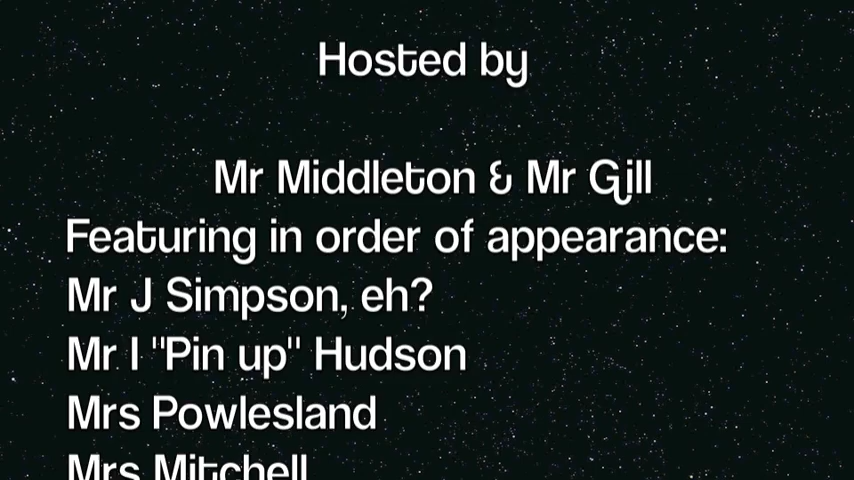 Hosted by
Mr Middleton & Mr Gill
Featuring in order of appearance:
Mr J Simpson, eh?
Mr I "Pin up" Hudson
Mrs Powlesland
Mrs Mitchell